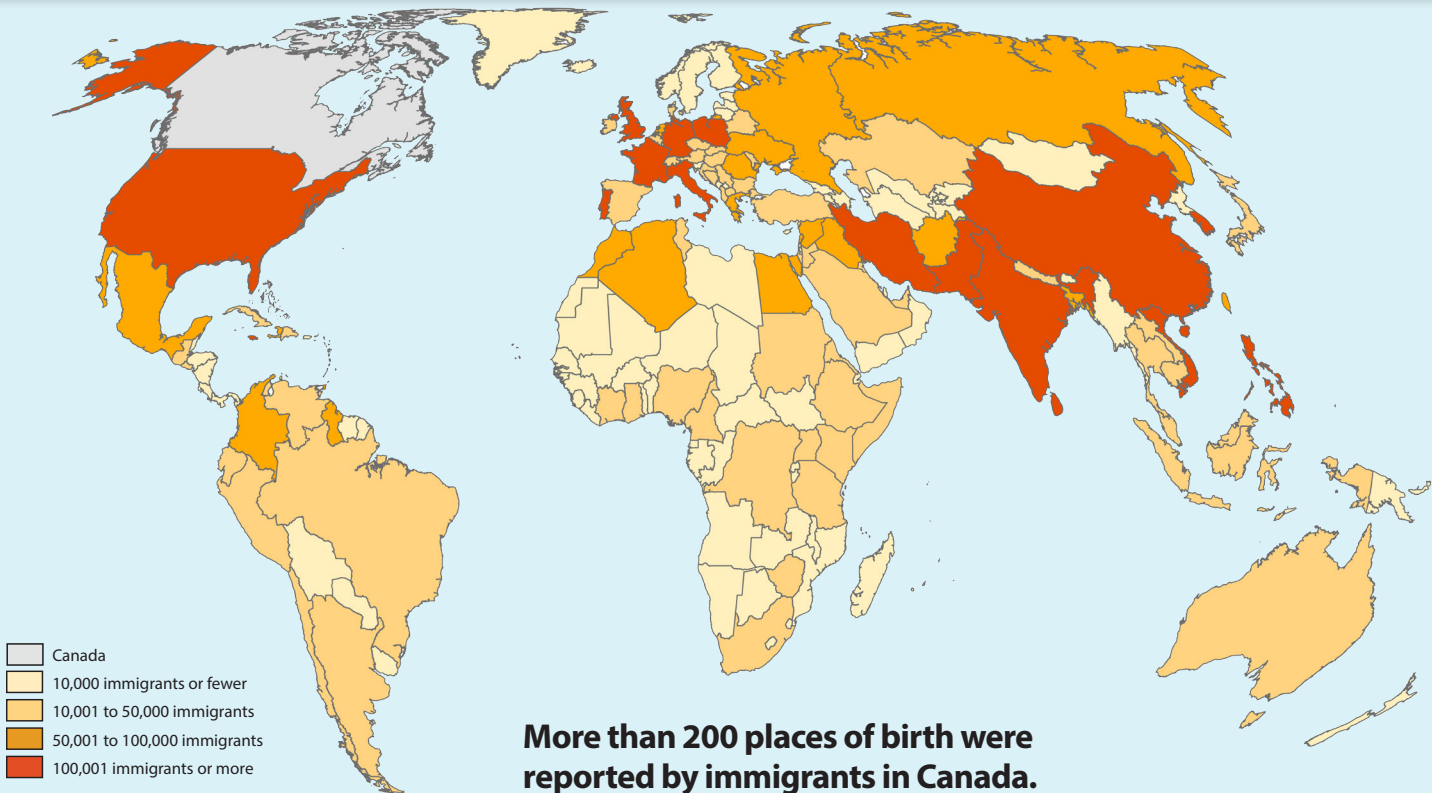 Canada
10,000 immigrants or fewer
10,001 to 50,000 immigrants
50,001 to 100,000 immigrants
100,001 immigrants or more
More than 200 places of birth were
reported by immigrants in Canada.